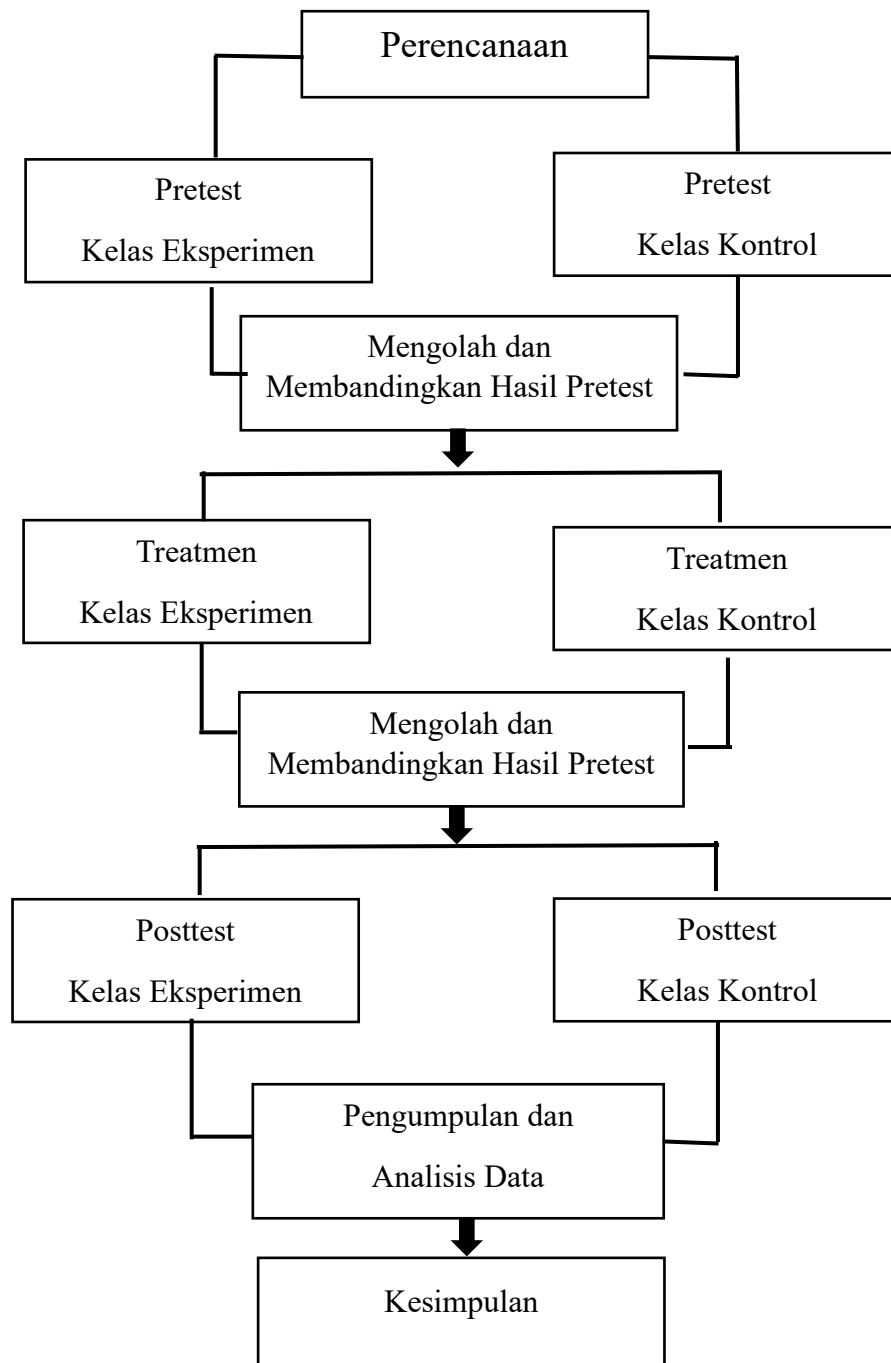 Perencanaan
Pretest
Kelas Eksperimen
Pretest
Kelas Kontrol
Mengolah dan
Membandingkan Hasil Pretest
Treatmen
Kelas Eksperimen
Treatmen
Kelas Kontrol
Mengolah dan
Membandingkan Hasil Pretest
Posttest
Kelas Eksperimen
Posttest
Kelas Kontrol
Pengumpulan dan
Analisis Data
Kesimpulan